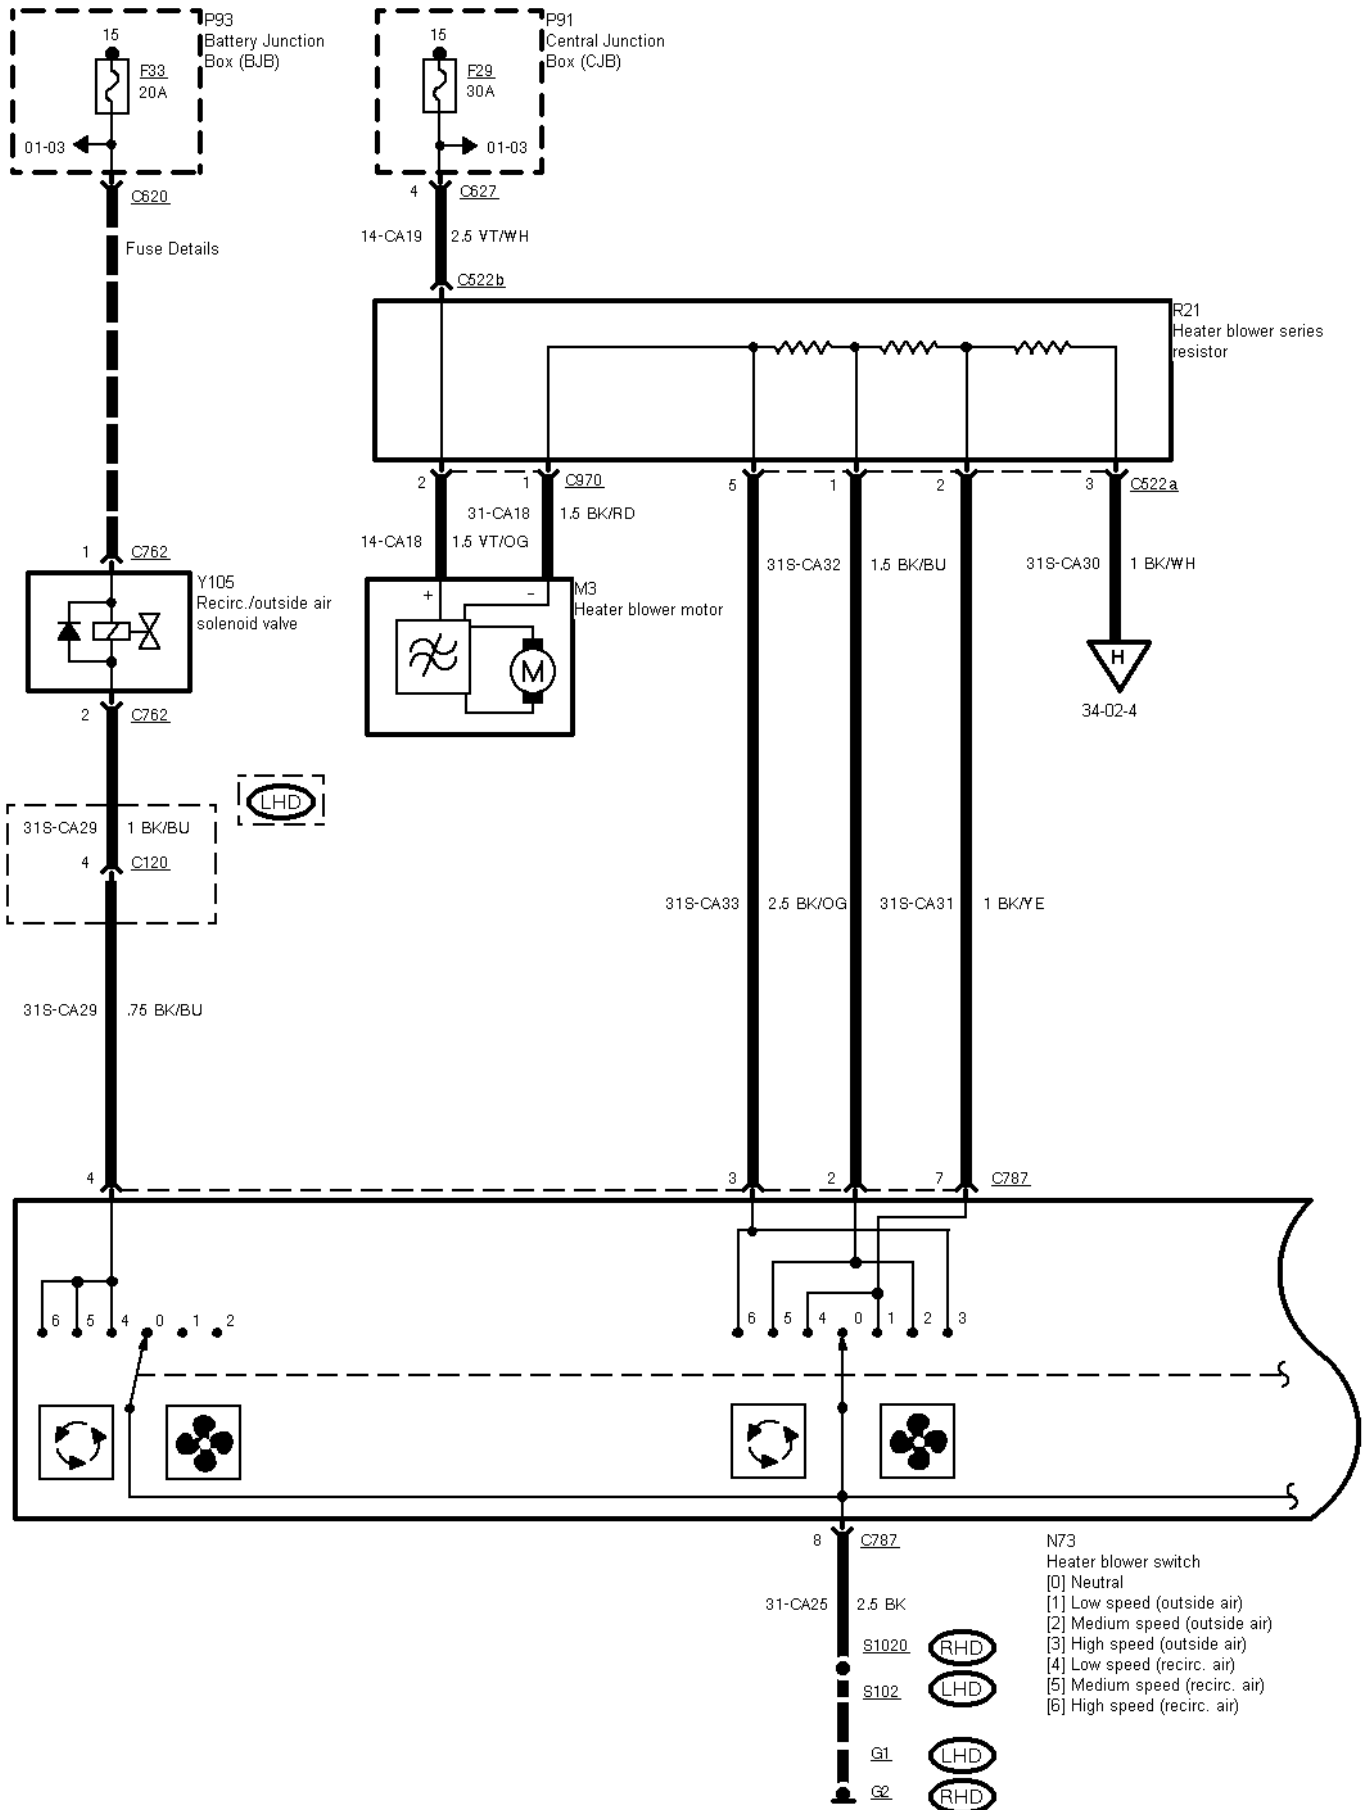 P93
Battery Junction
Box (BJB)
15
F33
20A
01-03
C620
Fuse Details
P91
Central Junction
Box (CJB)
15
F29
30A
01-03
4 C627
14-CA19 2.5 VT/WH
C522b
R21
Heater blower series
resistor
2 1 C970
5 1 2 3 C522a
31-CA18 1.5 BK/RD
14-CA18 1.5 VT/OG
31S-CA32 1.5 BK/BU
31S-CA30 1 BK/WH
1 C762
Y105
Recirc./outside air
solenoid valve
+ -
M3
Heater blower motor
M
H
34-02-4
2 C762
LHD
31S-CA29 1 BK/BU
4 C120
31S-CA33 2.5 BK/OG
31S-CA31 1 BK/YE
31S-CA29 .75 BK/BU
4 3 2 7 C787
6 5 4 0 1 2
6 5 4 0 1 2 3
8 C787
31-CA25 2.5 BK
S1020 RHD
S102 LHD
G1 LHD
G2 RHD
N73
Heater blower switch
[0] Neutral
[1] Low speed (outside air)
[2] Medium speed (outside air)
[3] High speed (outside air)
[4] Low speed (recirc. air)
[5] Medium speed (recirc. air)
[6] High speed (recirc. air)